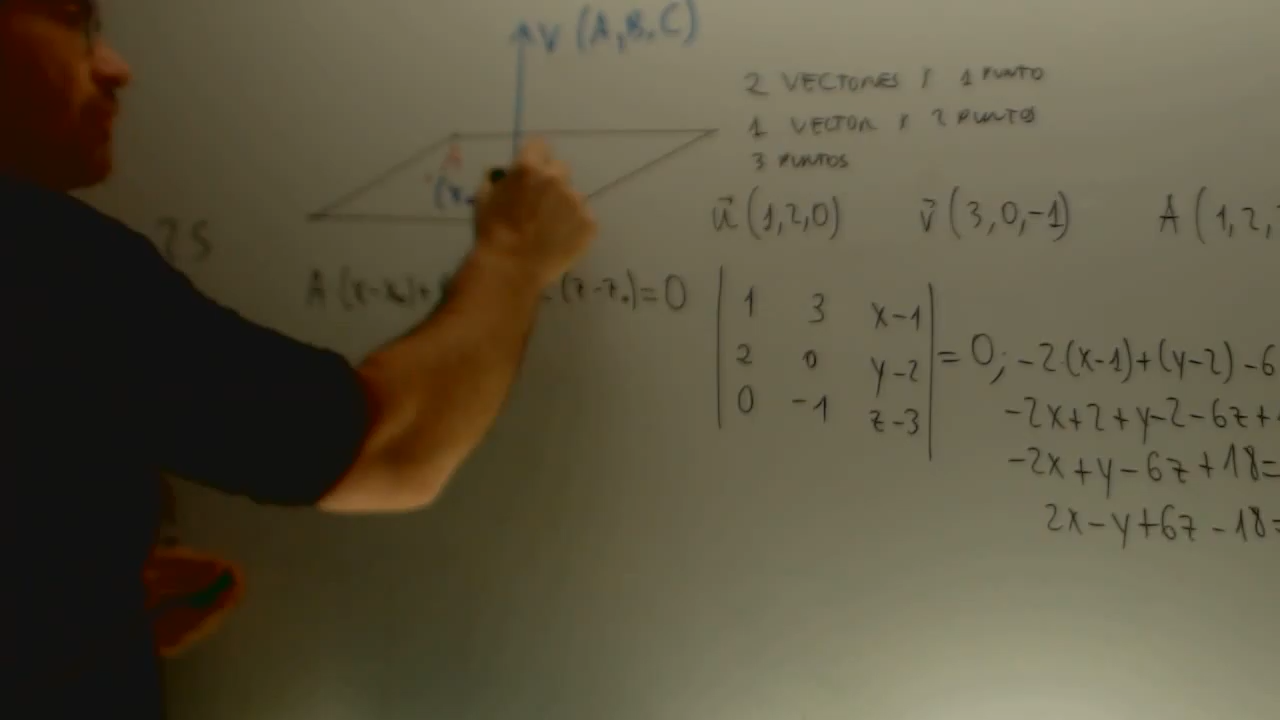 V (A,B,C)
2 VECTORES Y 1 PUNTO
1 VECTOR Y 2 PUNTOS
3 PUNTOS
A
u⃗ (1,2,0) v⃗ (3,0,-1) A (1,2,
A (x-x₀)+ (z-z₀)=0
1 3 x-1
2 0 y-2
0 -1 z-3
= 0; -2(x-1)+(y-2)-6
-2x+2+y-2-6z+
-2x+y-6z+18=
2x-y+6z-18=